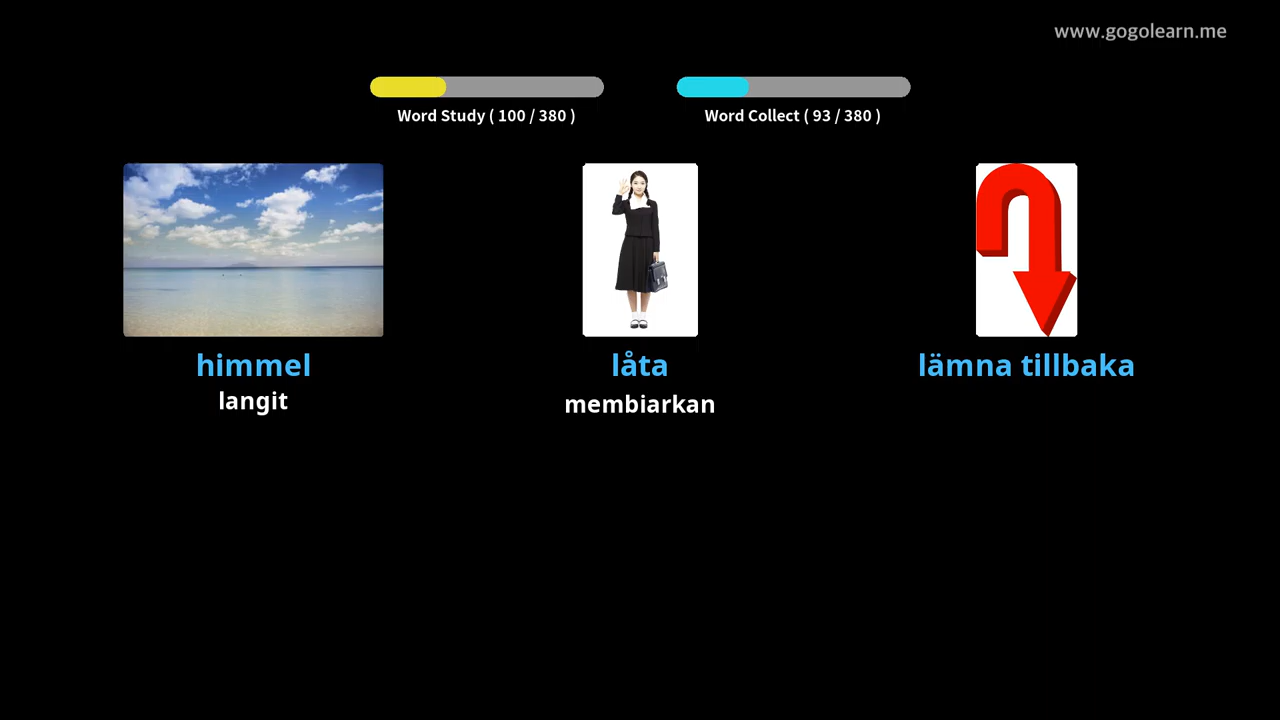 www.gogolearn.me
Word Study ( 100 / 380 )
Word Collect ( 93 / 380 )
himmel
langit
låta
membiarkan
lämna tillbaka